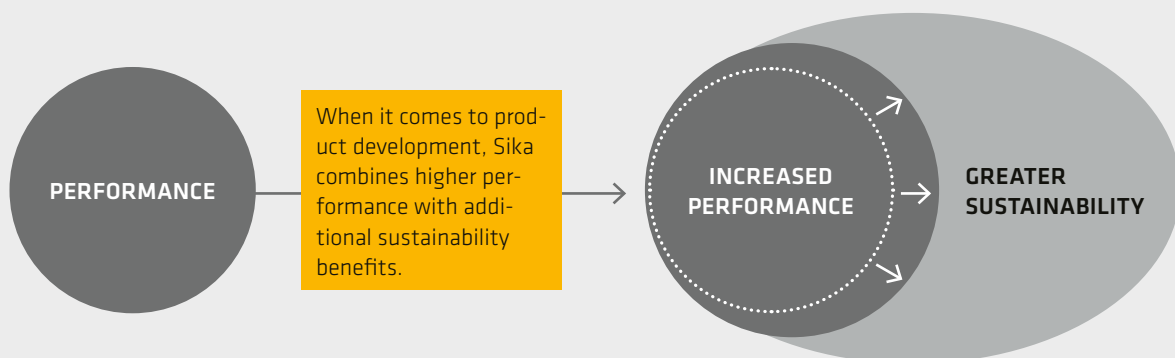 PERFORMANCE
When it comes to prod-
uct development, Sika
combines higher per-
formance with addi-
tional sustainability
benefits.
INCREASED
PERFORMANCE
GREATER
SUSTAINABILITY